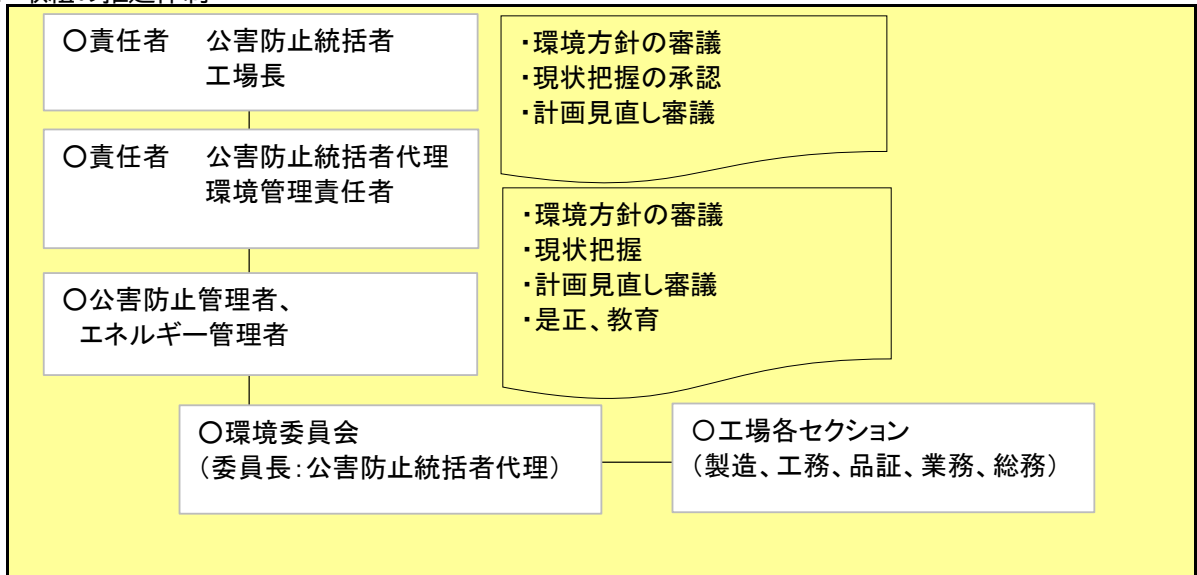 〇責任者 公害防止統括者
工場長
・環境方針の審議
・現状把握の承認
・計画見直し審議
〇責任者 公害防止統括者代理
環境管理責任者
・環境方針の審議
・現状把握
・計画見直し審議
・是正、教育
〇公害防止管理者、
エネルギー管理者
〇環境委員会
（委員長：公害防止統括者代理）
〇工場各セクション
（製造、工務、品証、業務、総務）